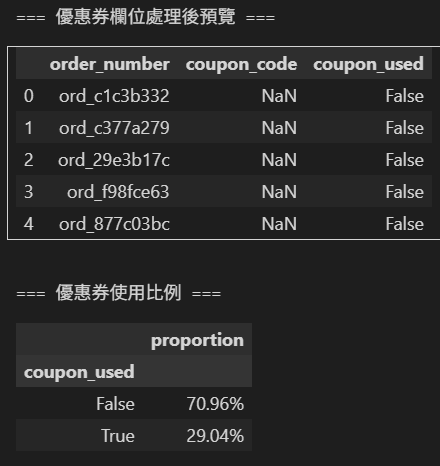 === 優惠券欄位處理後預覽 ===
order_number coupon_code coupon_used
0 ord_c1c3b332 NaN False
1 ord_c377a279 NaN False
2 ord_29e3b17c NaN False
3 ord_f98fce63 NaN False
4 ord_877c03bc NaN False
=== 優惠券使用比例 ===
proportion
coupon_used
False 70.96%
True 29.04%